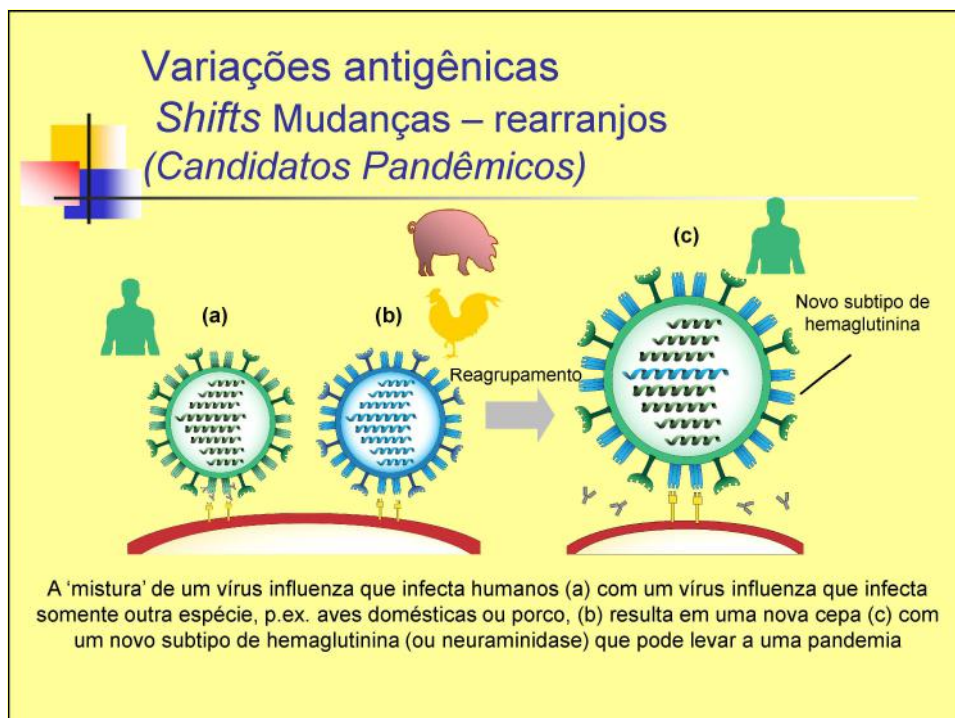 Variações antigênicas
Shifts Mudanças – rearranjos
(Candidatos Pandêmicos)
(a)
(b)
(c)
Reagrupamento
Novo subtipo de
hemaglutinina
A ‘mistura’ de um vírus influenza que infecta humanos (a) com um vírus influenza que infecta
somente outra espécie, p.ex. aves domésticas ou porco, (b) resulta em uma nova cepa (c) com
um novo subtipo de hemaglutinina (ou neuraminidase) que pode levar a uma pandemia